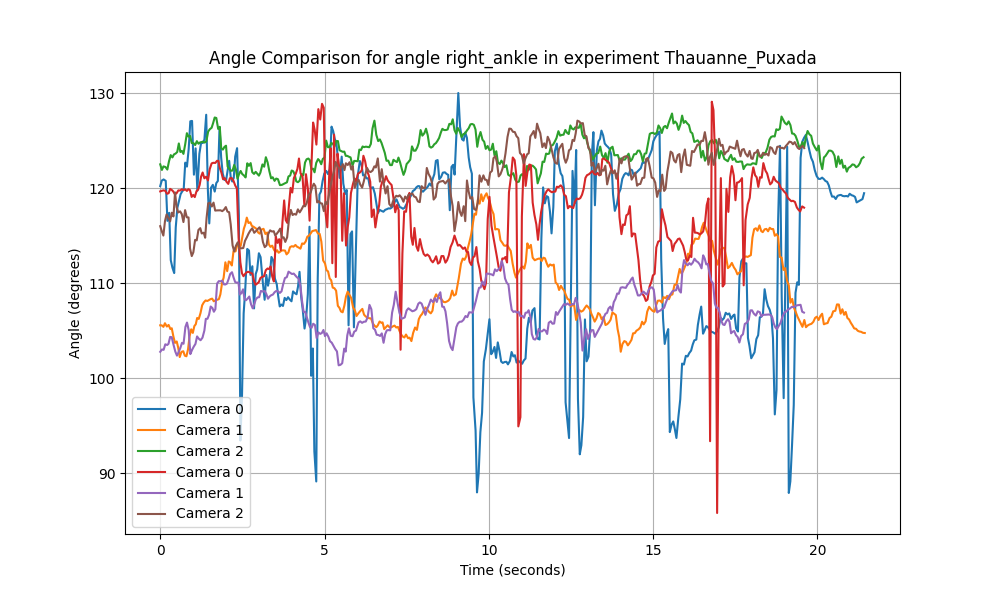 Angle Comparison for angle right_ankle in experiment Thauanne_Puxada
Angle (degrees)
130
120
110
100
90
Camera 0
Camera 1
Camera 2
Camera 0
Camera 1
Camera 2
0 5 10 15 20
Time (seconds)